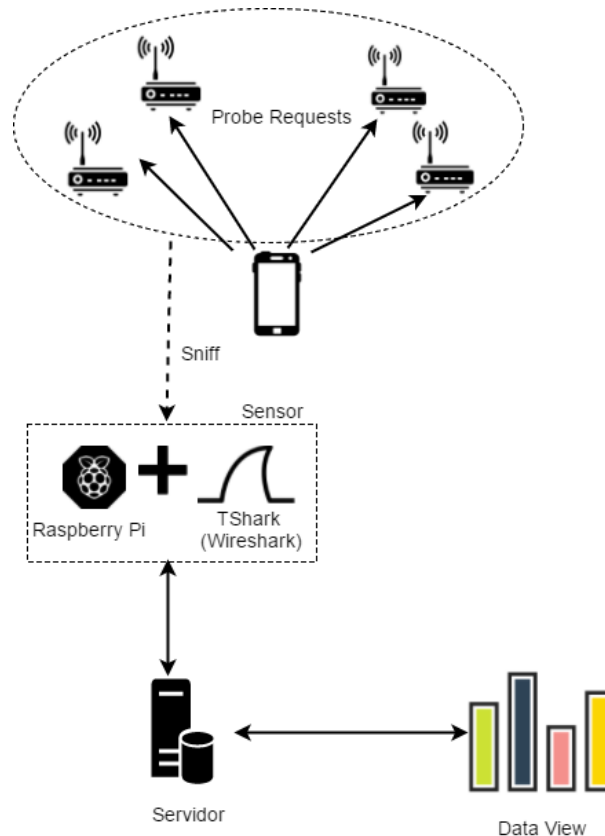 Probe Requests
Sniff
Sensor
Raspberry Pi
TShark
(Wireshark)
Servidor
Data View